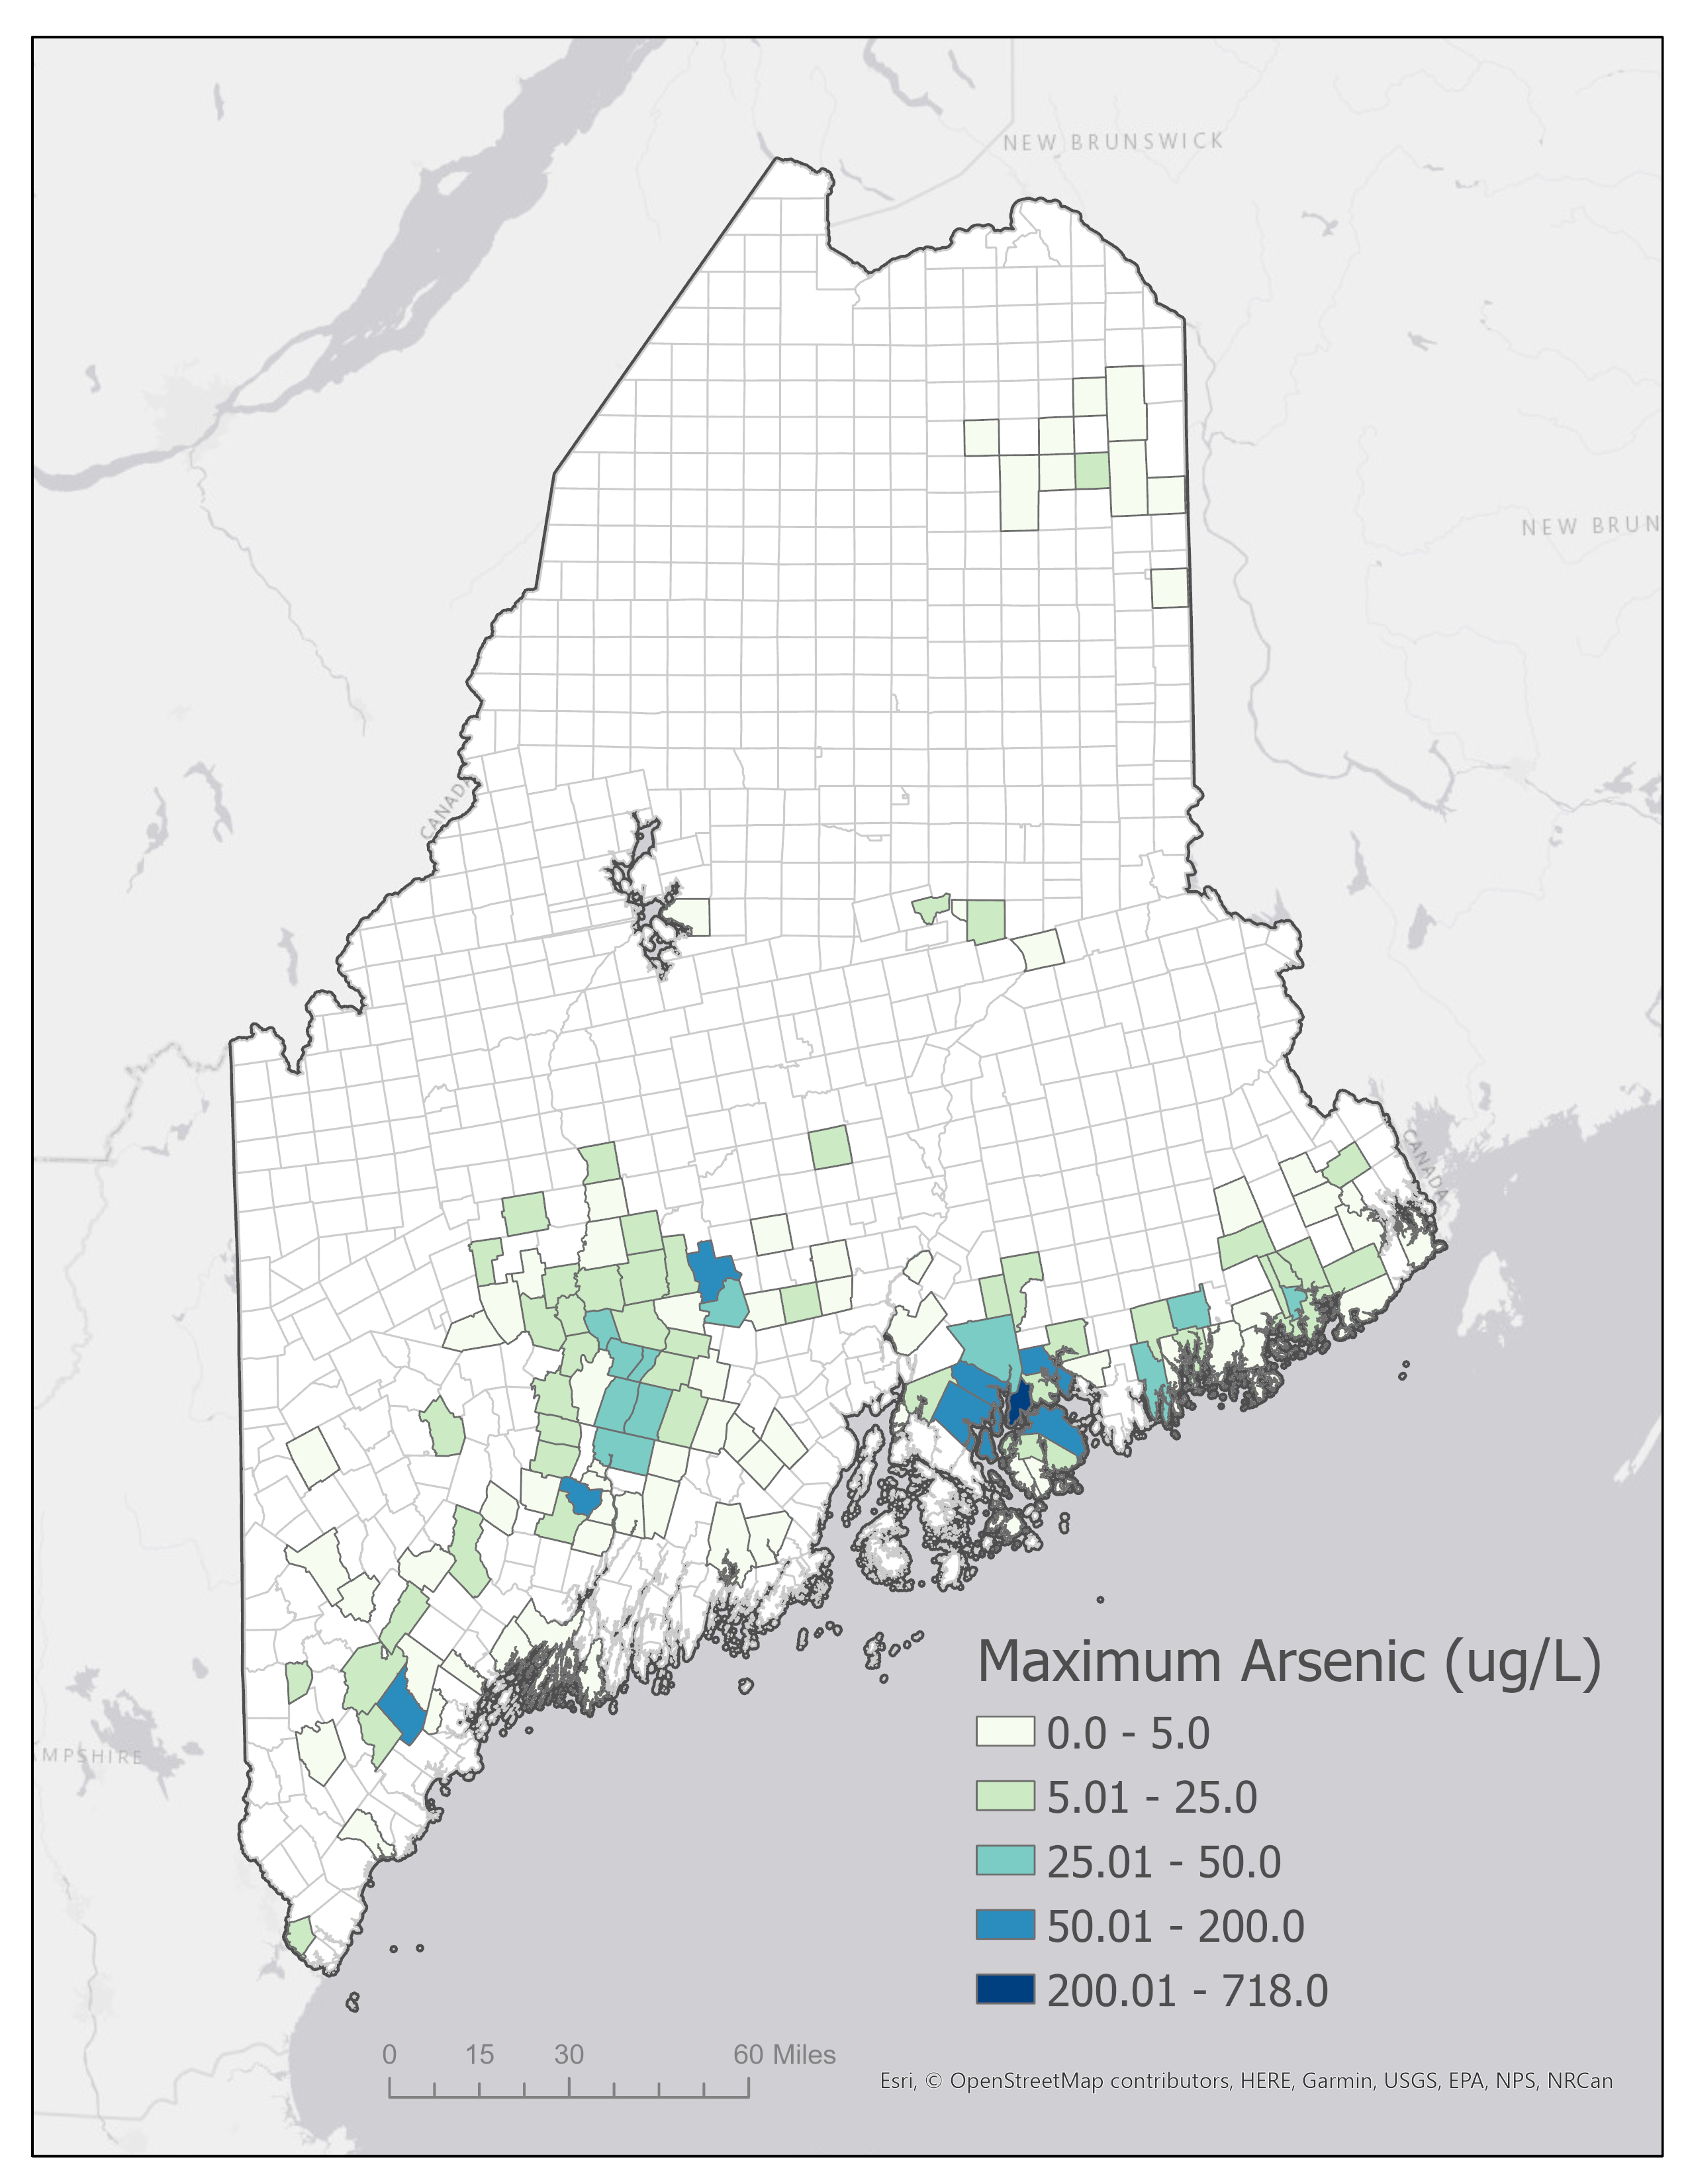 NEW BRUNSWICK
NEW BRUN
CANADA
CANADA
Maximum Arsenic (ug/L)
0.0 - 5.0
5.01 - 25.0
AMPSHIRE
25.01 - 50.0
50.01 - 200.0
200.01 - 718.0
0 15 30 60 Miles
Esri, © OpenStreetMap contributors, HERE, Garmin, USGS, EPA, NPS, NRCan